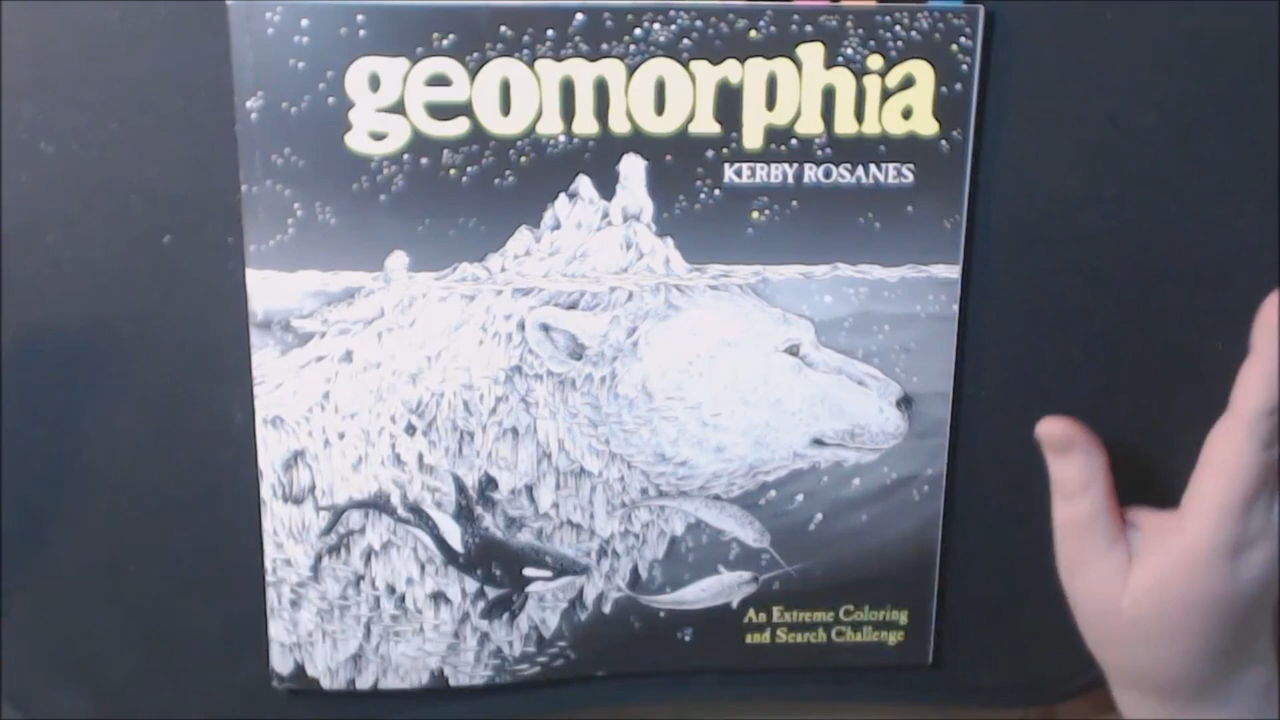 geomorphia
KERBY ROSANES
An Extreme Coloring
and Search Challenge